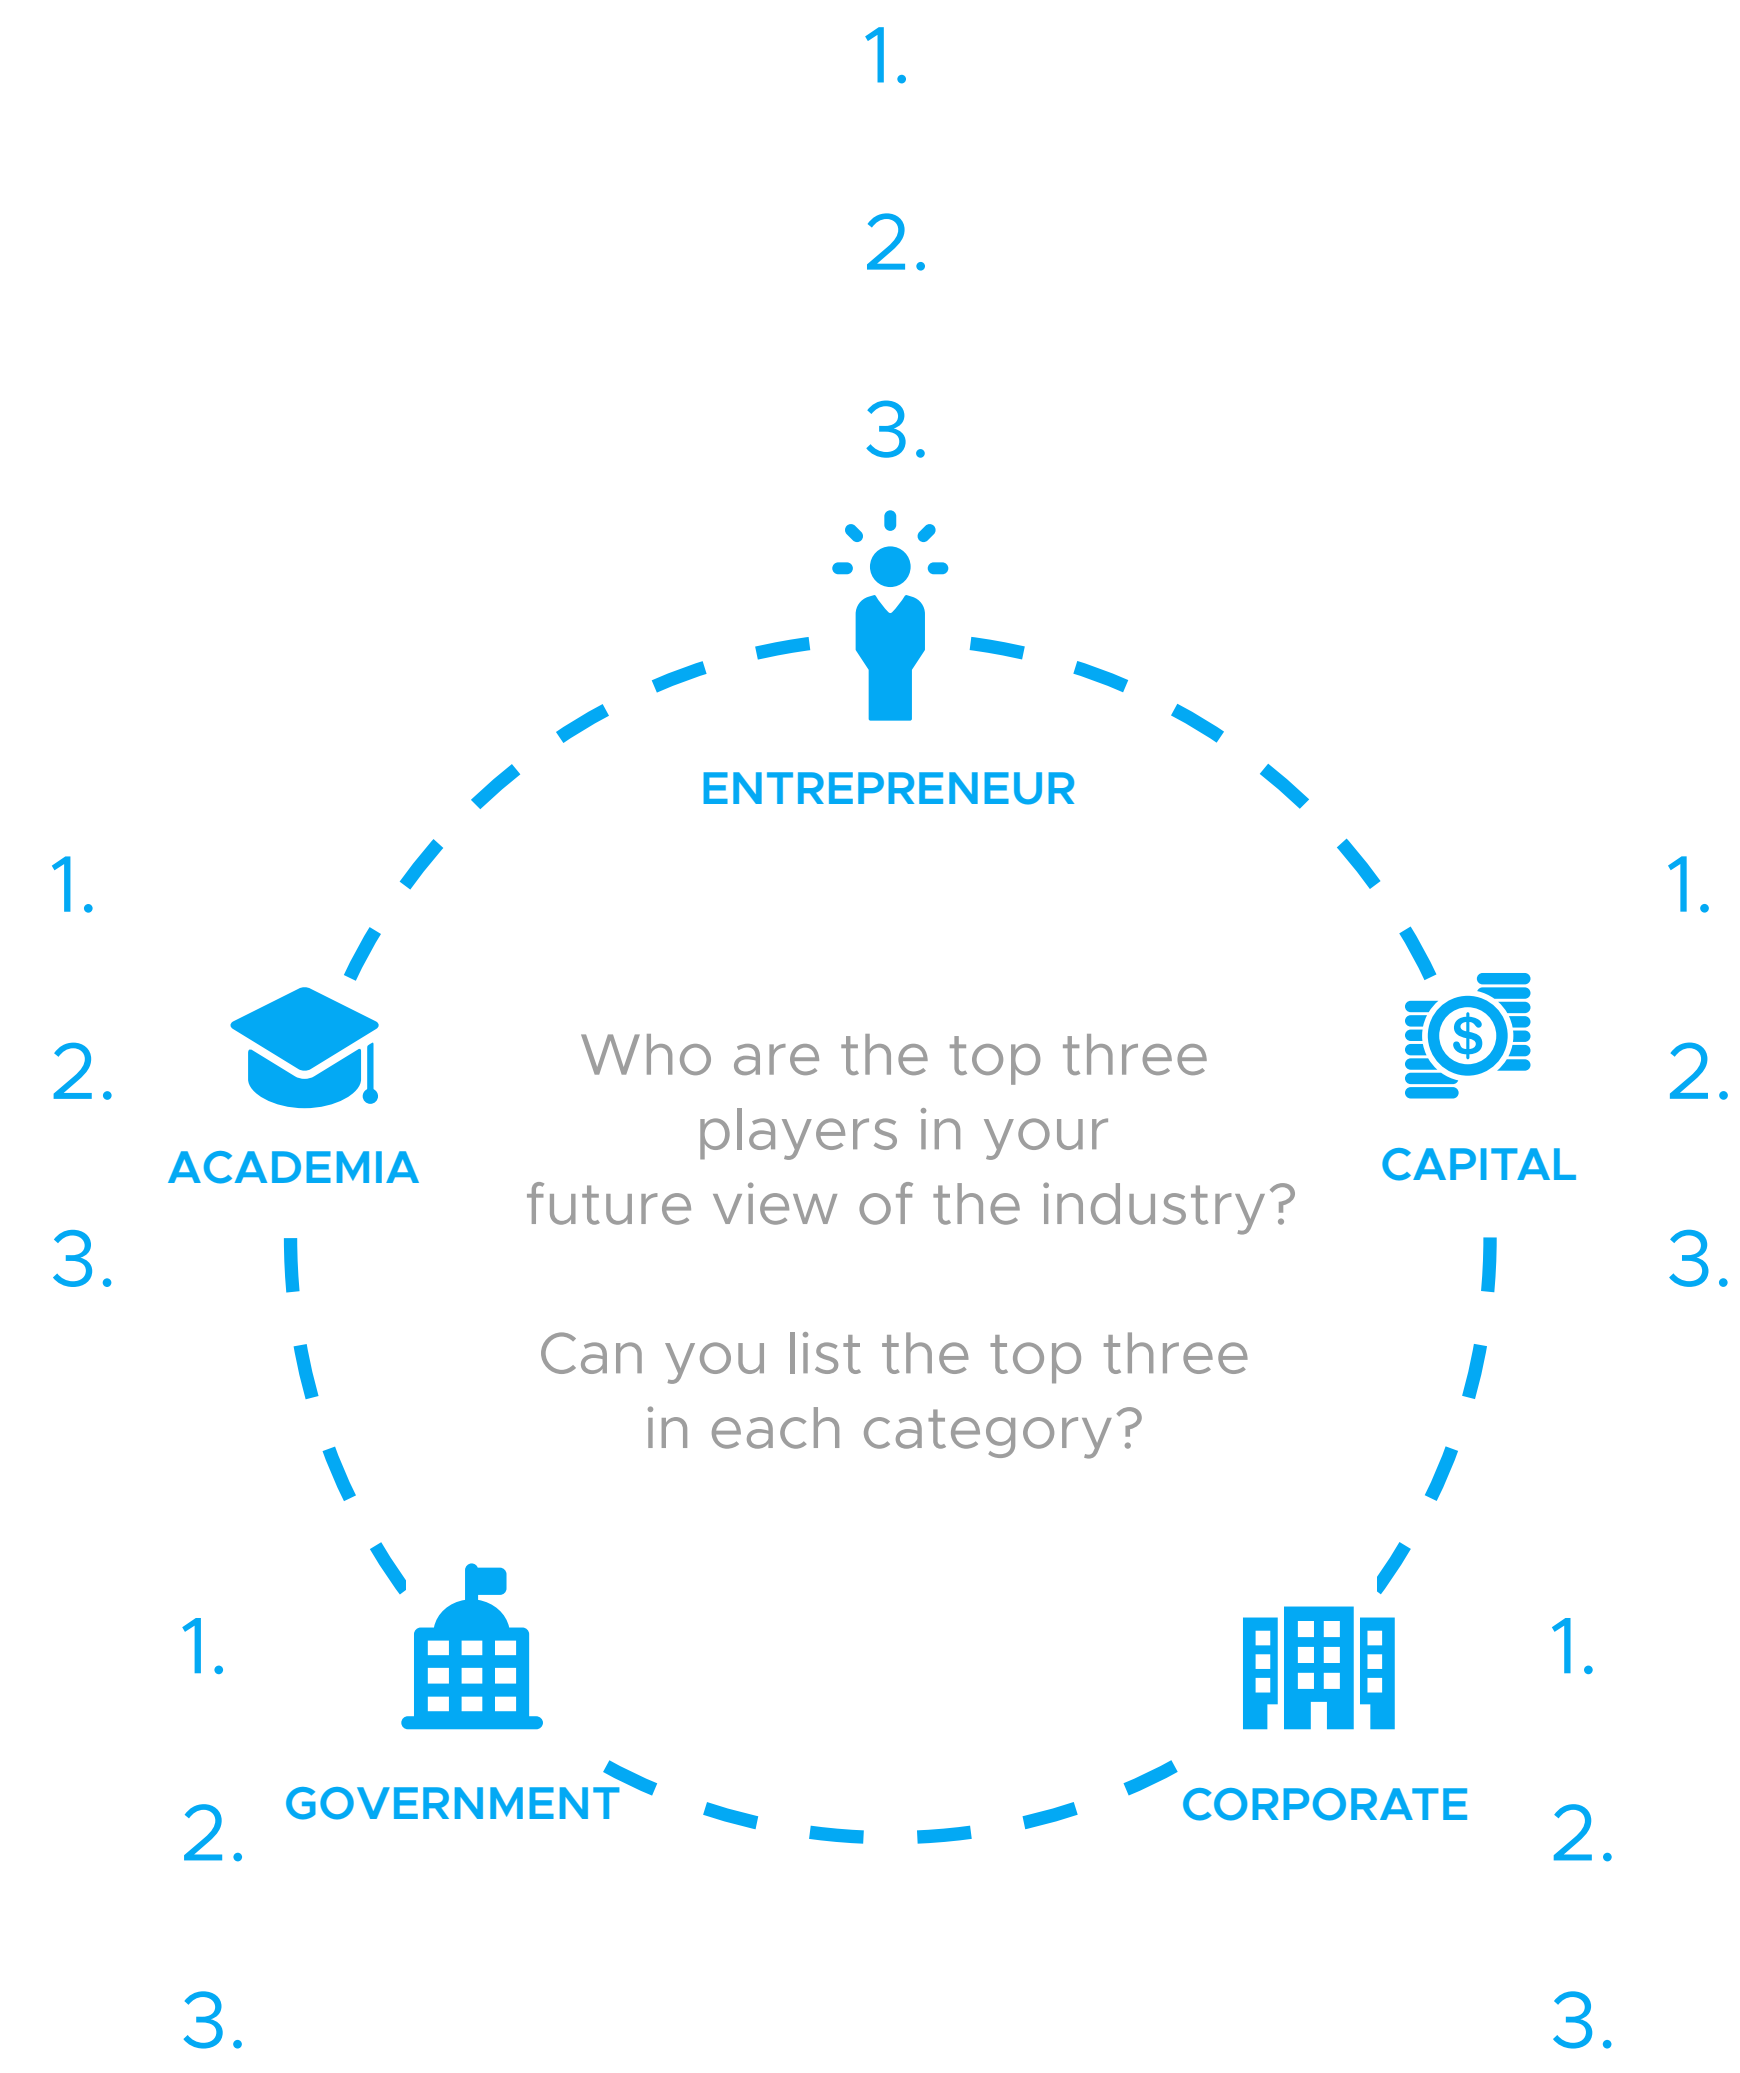 1.
2.
3.
ENTREPRENEUR
1.
2.
3.
ACADEMIA
Who are the top three
players in your
future view of the industry?
Can you list the top three
in each category?
1.
2.
3.
CAPITAL
1.
2.
3.
GOVERNMENT
1.
2.
3.
CORPORATE